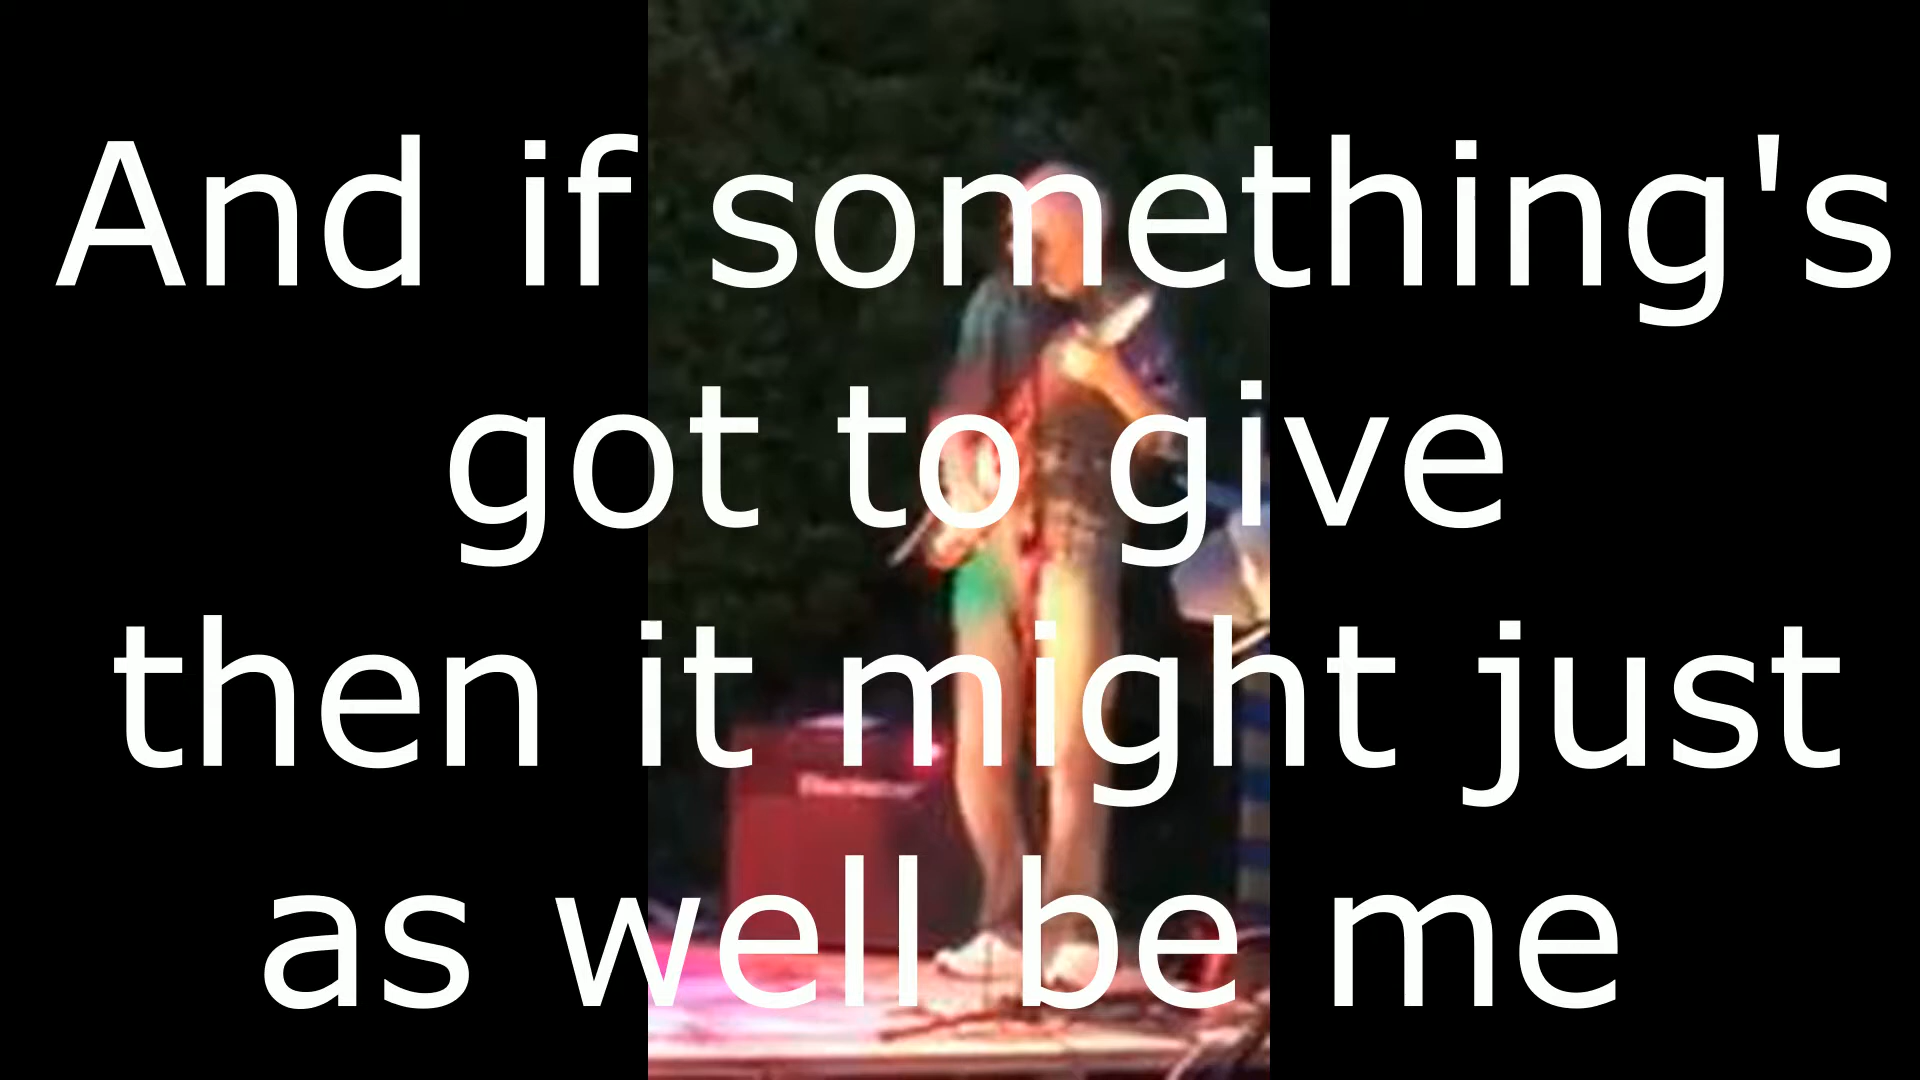 And if something's
got to give
then it might just
as well be me